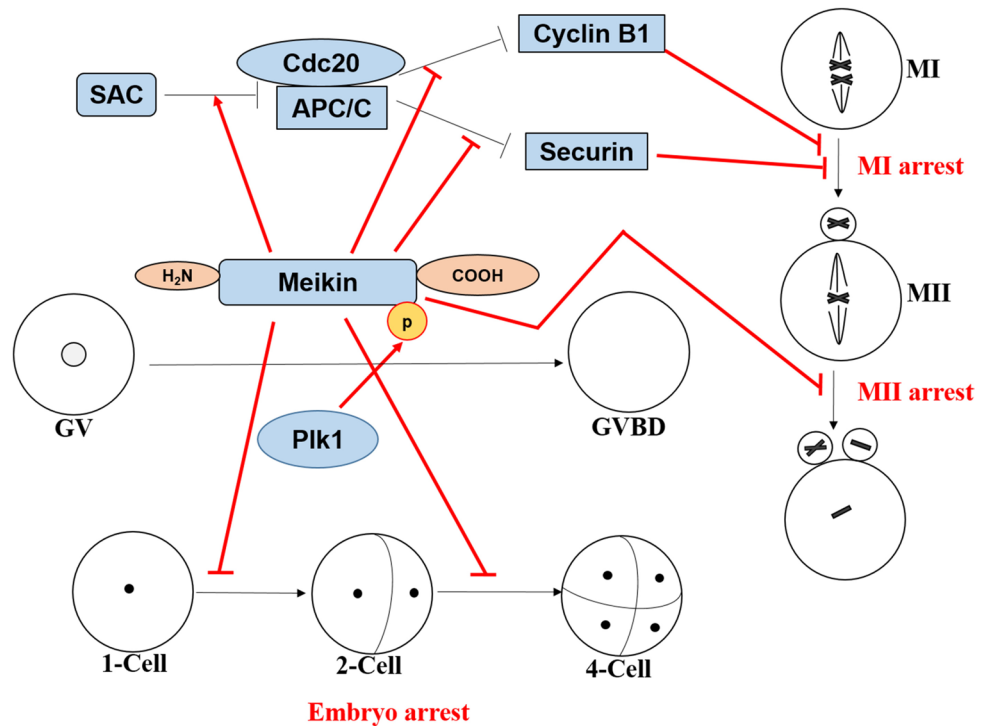 Cyclin B1
Cdc20
SAC
APC/C
MI
Securin
MI arrest
H₂N
Meikin
COOH
p
MII
GV
GVBD
MII arrest
Plk1
1-Cell
2-Cell
4-Cell
Embryo arrest